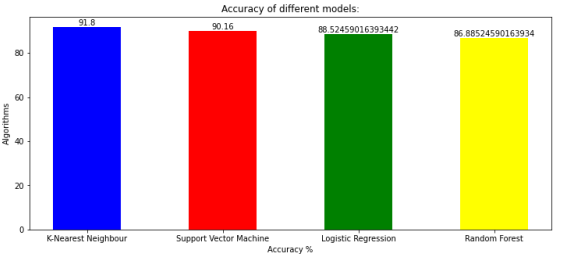 Accuracy of different models:
91.8
90.16
88.52459016393442
86.88524590163934
80
60
40
20
0
Algorithms
K-Nearest Neighbour
Support Vector Machine
Logistic Regression
Random Forest
Accuracy %